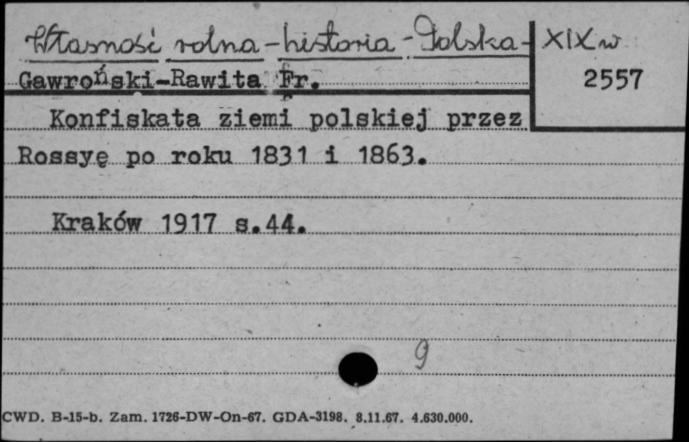 Własność rolna - historia - Polska - XIX w
Gawroński-Rawita Fr.
2557
Konfiskata ziemi polskiej przez
Rossyę po roku 1831 i 1863.
Kraków 1917 s.44.
9
CWD. B-15-b. Zam. 1726-DW-On-67. GDA-3198. 8.11.67. 4.630.000.